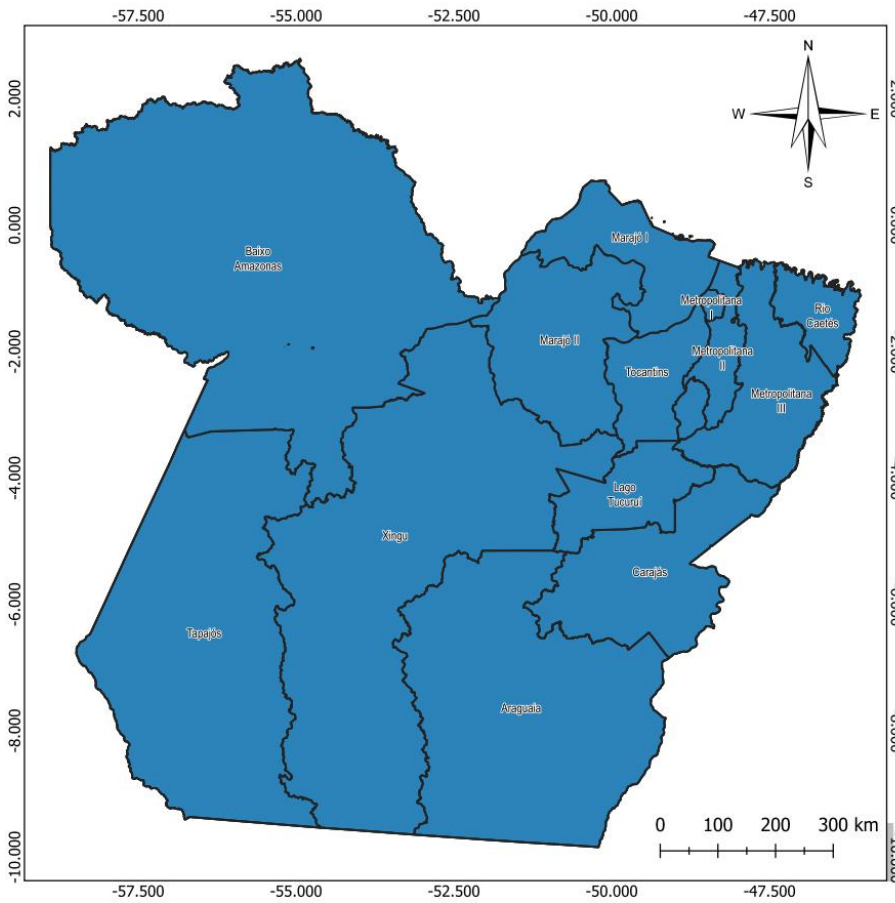 -57.500 -55.000 -52.500 -50.000 -47.500
2.000
0.000
2.000
-4.000
-6.000
-8.000
-10.000
N
W E
S
Baixo
Amazonas
Marajó I
Metropolitana
I
Rio
Caetés
Marajó II
Metropolitana
II
Tocantins
Metropolitana
III
Lago
Tucuruí
Xingu
Carajás
Tapajós
Araguaia
0 100 200 300 km
-57.500 -55.000 -52.500 -50.000 -47.500